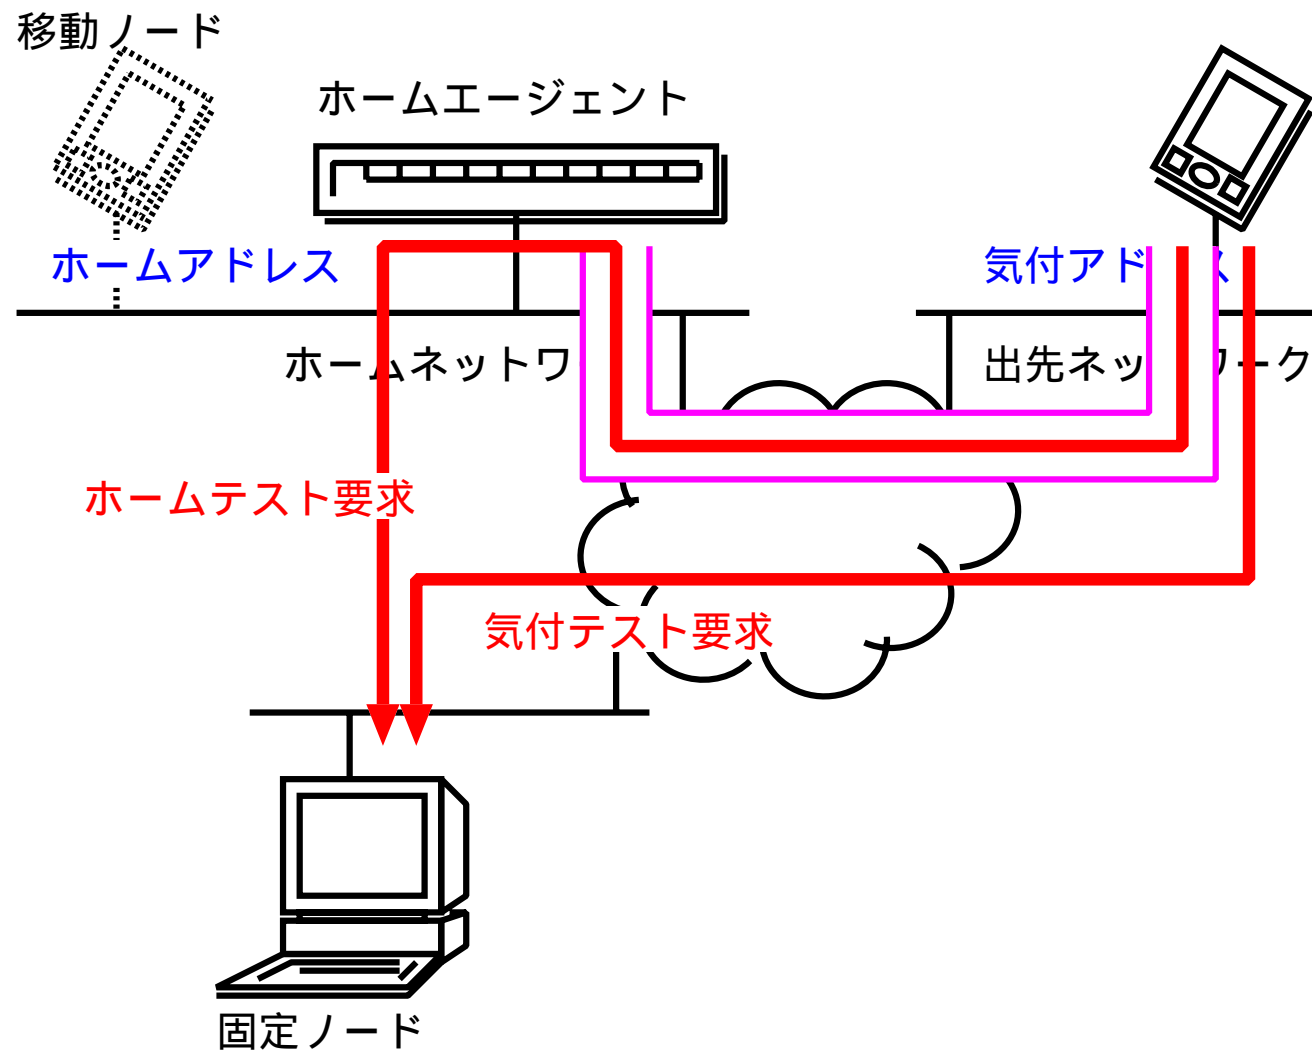 移動ノード
ホームエージェント
ホームアドレス
気付アド ス
ホームネットワ
出先ネッ ワーク
ホームテスト要求
気付テスト要求
固定ノード